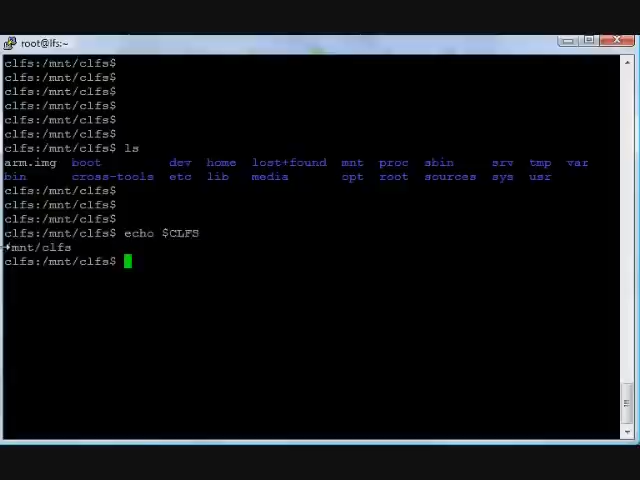 root@lfs:~
clfs:/mnt/clfs$
clfs:/mnt/clfs$
clfs:/mnt/clfs$
clfs:/mnt/clfs$
clfs:/mnt/clfs$
clfs:/mnt/clfs$
clfs:/mnt/clfs$ ls
arm.img boot dev home lost+found mnt proc sbin srv tmp var
bin cross-tools etc lib media opt root sources sys usr
clfs:/mnt/clfs$
clfs:/mnt/clfs$
clfs:/mnt/clfs$
clfs:/mnt/clfs$ echo $CLFS
/mnt/clfs
clfs:/mnt/clfs$